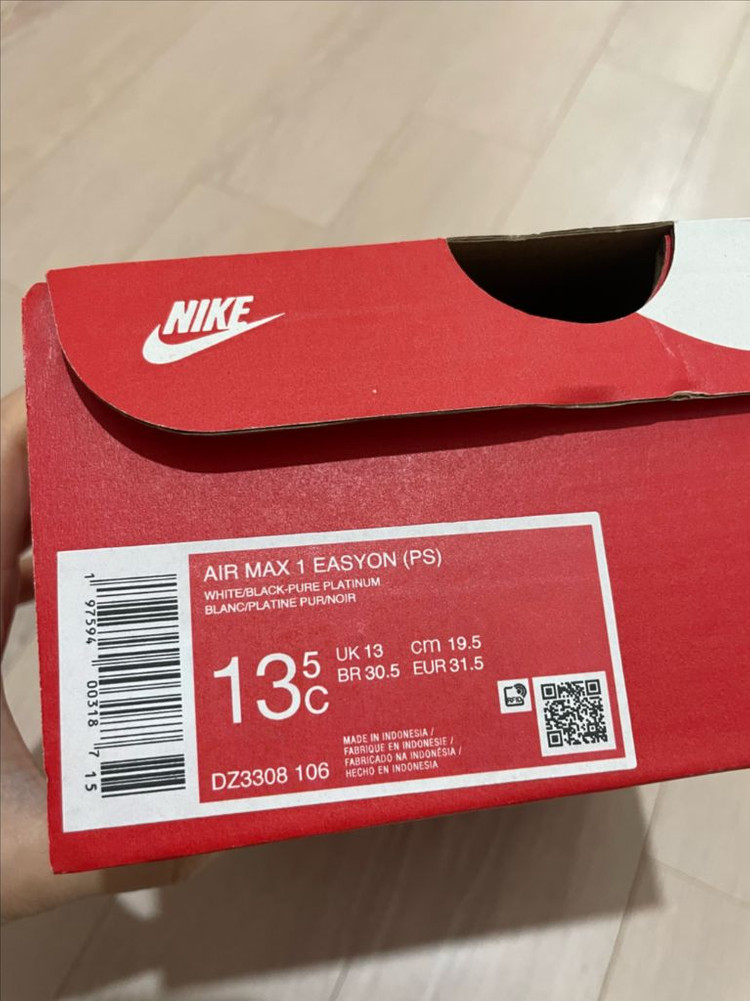 NIKE
AIR MAX 1 EASYON (PS)
WHITE/BLACK-PURE PLATINUM
BLANC/PLATINE PUR/NOIR
13.5C
UK 13 cm 19.5
BR 30.5 EUR 31.5
RFID
DZ3308 106
MADE IN INDONESIA /
FABRIQUE EN INDONESIE /
FABRICADO NA INDONÉSIA /
HECHO EN INDONESIA
1 97594 00318 7 15